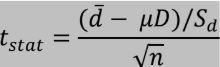 t_stat = (d̄ − μD)/S_d / √n